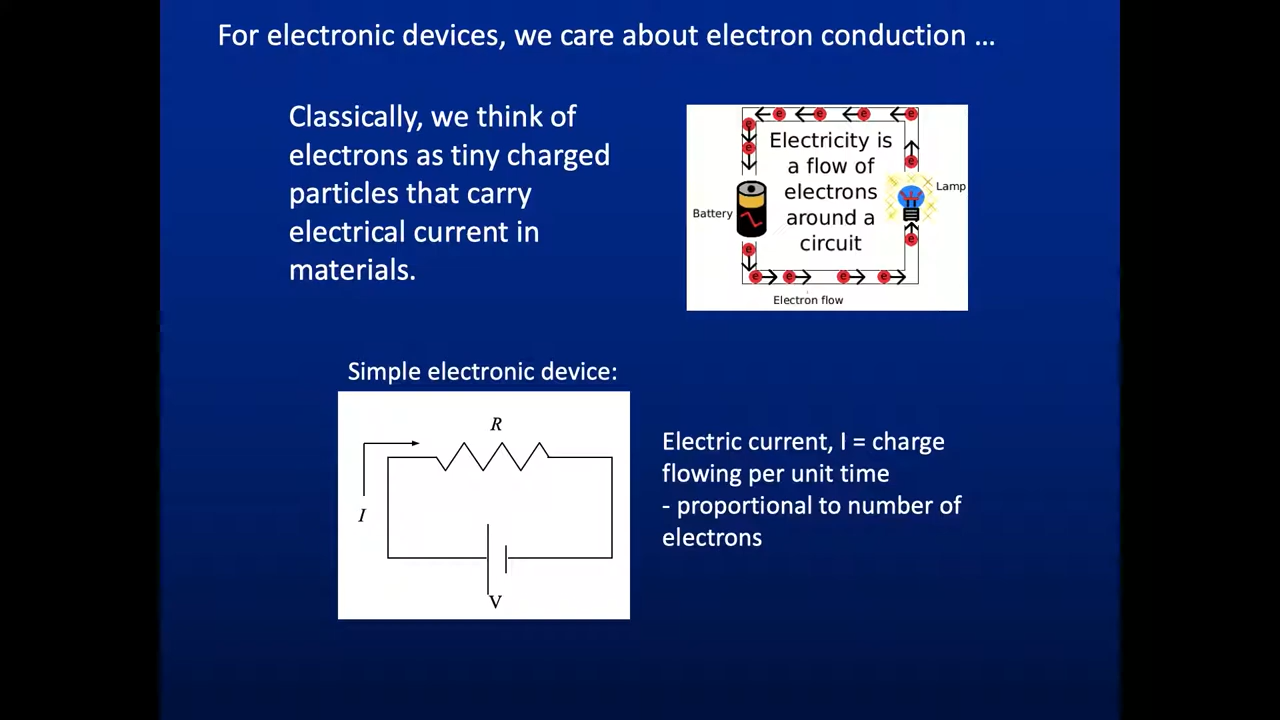 For electronic devices, we care about electron conduction ...
Classically, we think of
electrons as tiny charged
particles that carry
electrical current in
materials.
e e e e
e
e
e
Electricity is
a flow of
electrons
around a
circuit
Battery
Lamp
e
e
e e e e
Electron flow
Simple electronic device:
R
I
V
Electric current, I = charge
flowing per unit time
- proportional to number of
electrons